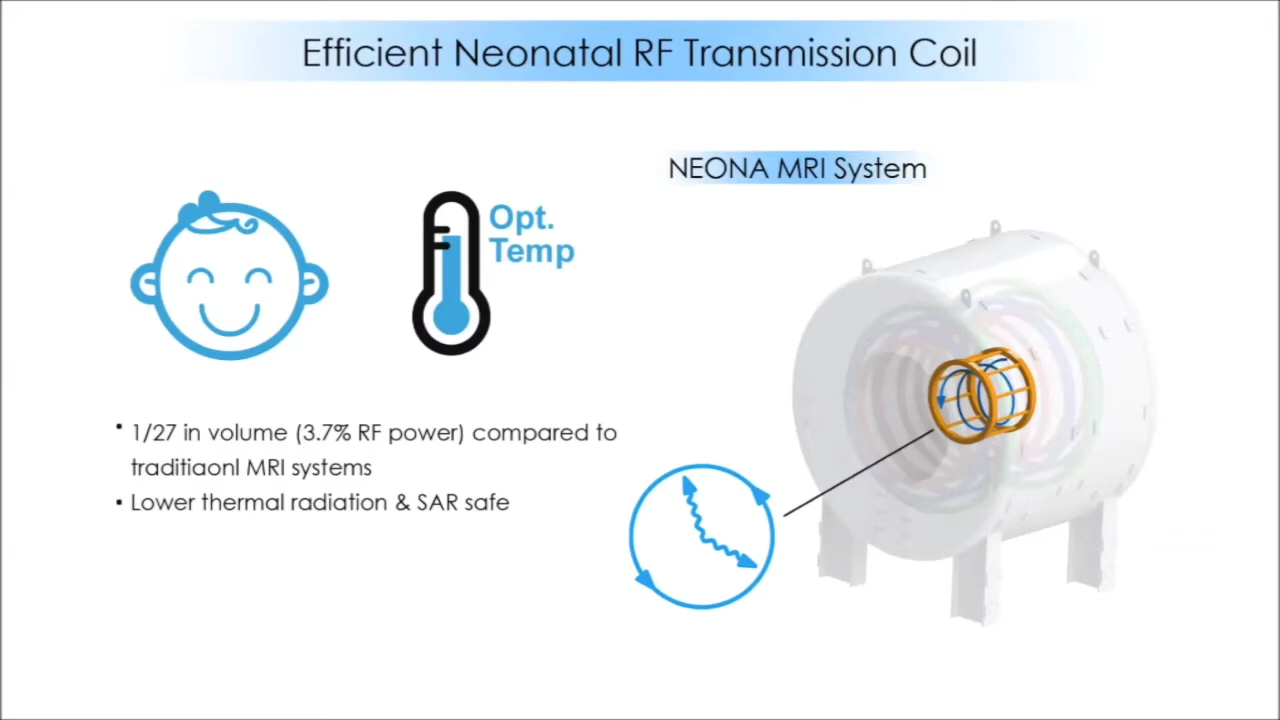 Efficient Neonatal RF Transmission Coil
NEONA MRI System
Opt.
Temp
• 1/27 in volume (3.7% RF power) compared to
traditiaonl MRI systems
• Lower thermal radiation & SAR safe